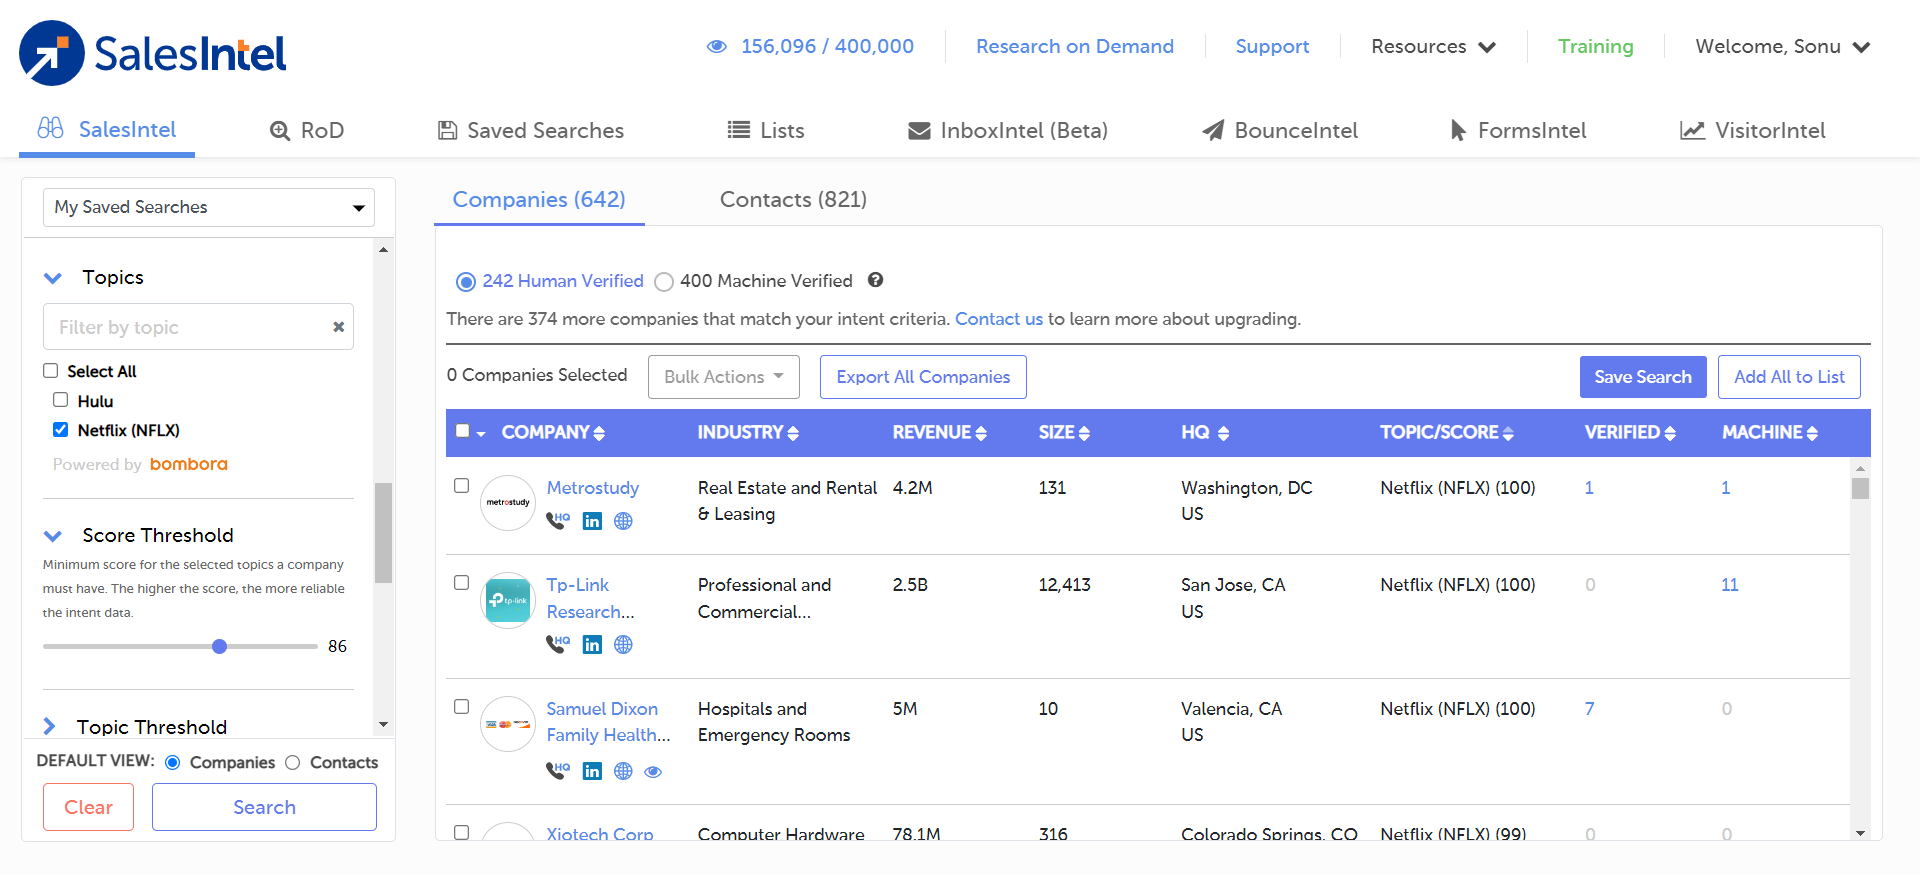 SalesIntel
156,096 / 400,000
Research on Demand
Support
Resources
Training
Welcome, Sonu
SalesIntel
RoD
Saved Searches
Lists
InboxIntel (Beta)
BounceIntel
FormsIntel
VisitorIntel
My Saved Searches
Topics
Filter by topic
Select All
Hulu
Netflix (NFLX)
Powered by bombora
Score Threshold
Minimum score for the selected topics a company
must have. The higher the score, the more reliable
the intent data.
86
Topic Threshold
DEFAULT VIEW: Companies Contacts
Clear
Search
Companies (642)
Contacts (821)
242 Human Verified 400 Machine Verified ?
There are 374 more companies that match your intent criteria. Contact us to learn more about upgrading.
0 Companies Selected
Bulk Actions
Export All Companies
Save Search
Add All to List
COMPANY INDUSTRY REVENUE SIZE HQ TOPIC/SCORE VERIFIED MACHINE
metrostudy
Metrostudy Real Estate and Rental 4.2M 131 Washington, DC Netflix (NFLX) (100) 1 1
& Leasing US
HQ in
tp-link
Tp-Link Professional and 2.5B 12,413 San Jose, CA Netflix (NFLX) (100) 0 11
Research... Commercial... US
HQ in
Samuel Dixon Hospitals and 5M 10 Valencia, CA Netflix (NFLX) (100) 7 0
Family Health... Emergency Rooms US
HQ in
Xiotech Corp Computer Hardware 78.1M 316 Colorado Springs, CO Netflix (NFLX) (99) 0 0